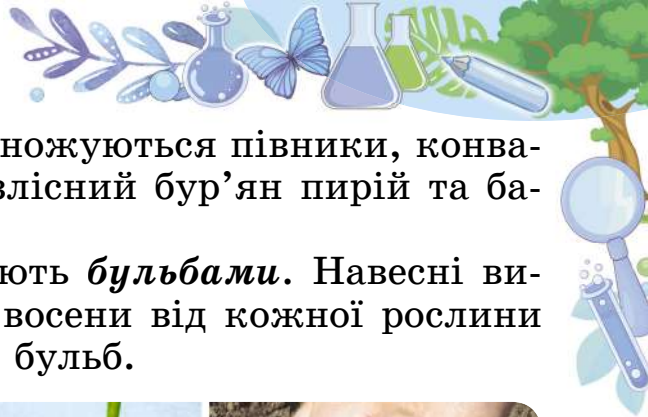 ножуються півники, конва-
влісний бур’ян пирій та ба-
ють бульбами. Навесні ви-
восени від кожної рослини
бульб.